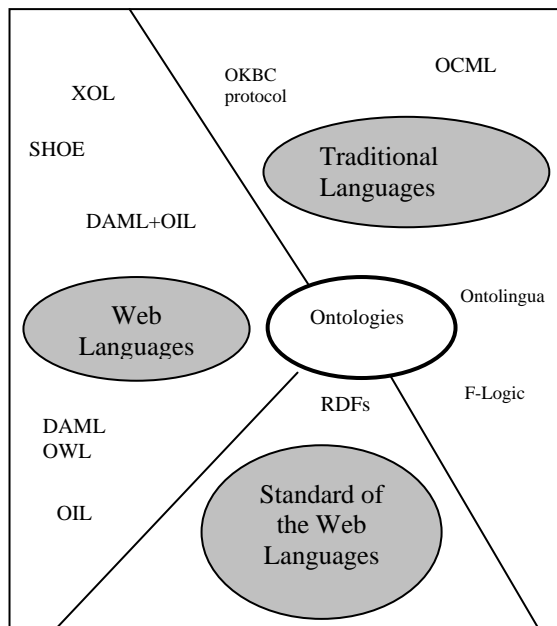 OCML
OKBC
protocol
XOL
SHOE
Traditional
Languages
DAML+OIL
Ontolingua
Ontologies
Web
Languages
F-Logic
RDFs
DAML
OWL
OIL
Standard of
the Web
Languages